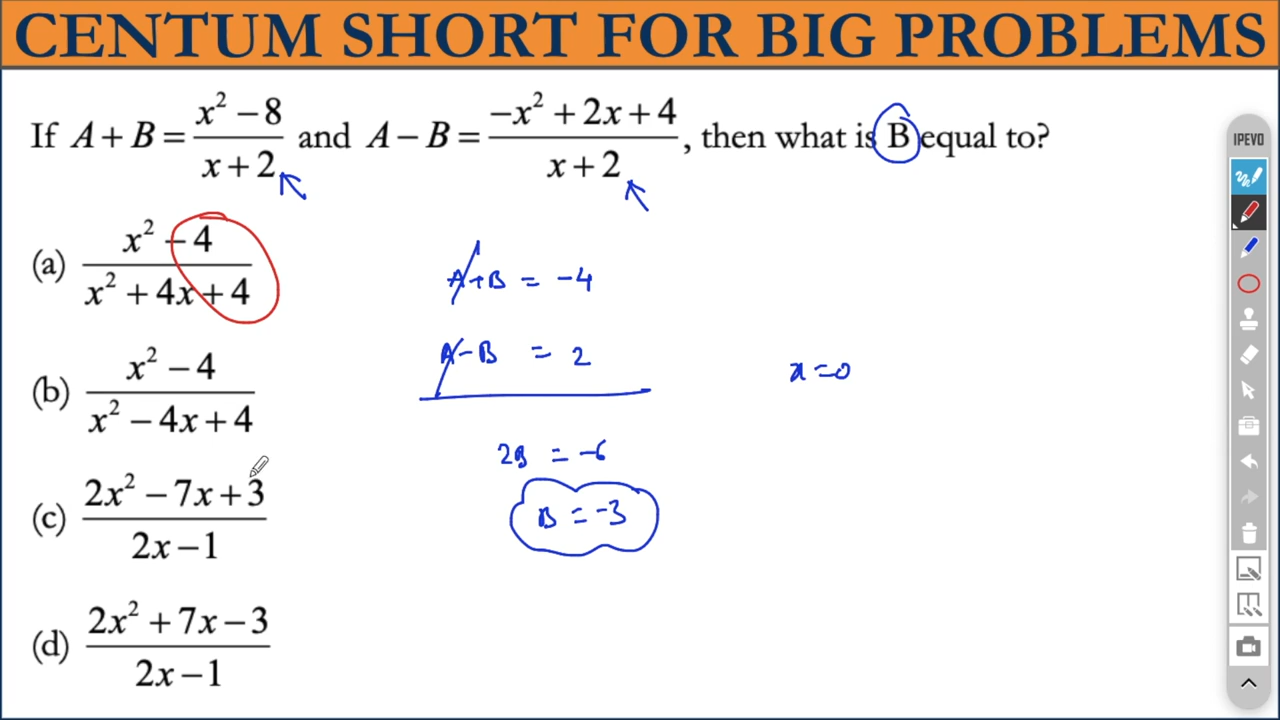 CENTUM SHORT FOR BIG PROBLEMS
If A + B = (x² − 8)/(x + 2) and A − B = (−x² + 2x + 4)/(x + 2), then what is B equal to?
(a) (x² − 4)/(x² + 4x + 4)
(b) (x² − 4)/(x² − 4x + 4)
(c) (2x² − 7x + 3)/(2x − 1)
(d) (2x² + 7x − 3)/(2x − 1)
A+B = -4
A-B = 2
x=0
2B = -6
B = -3
IPEVO